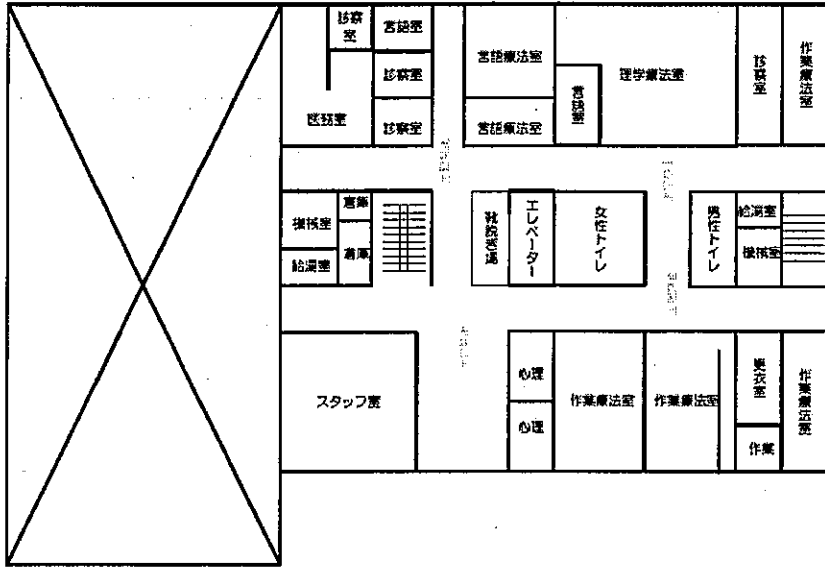 診察室
言語室
診察室
診察室
医務室
言語療法室
言語療法室
言語室
理学療法室
診察室
作業療法室
機械室
倉庫
倉庫
給湯室
靴脱ぎ場
エレベーター
女性トイレ
男性トイレ
給湯室
機械室
スタッフ室
心理
心理
作業療法室
作業療法室
更衣室
作業
作業療法室